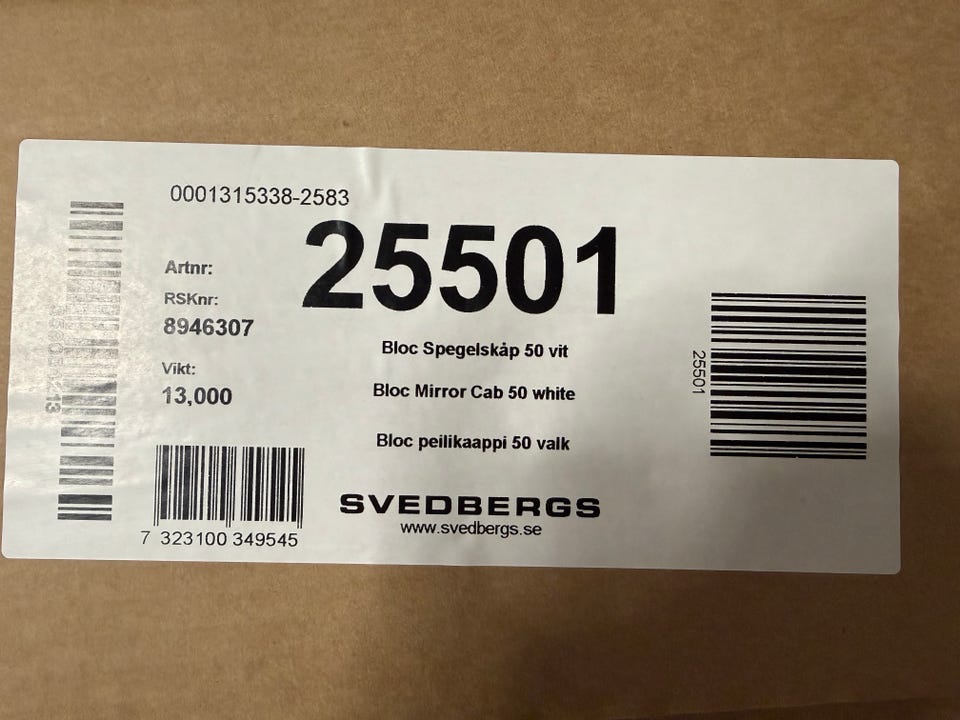 0001315338-2583
Artnr:
25501
RSKnr:
8946307
Bloc Spegelskåp 50 vit
Vikt:
13,000
Bloc Mirror Cab 50 white
Bloc peilikaappi 50 valk
25501
SVEDBERGS
www.svedbergs.se
7 323100 349545